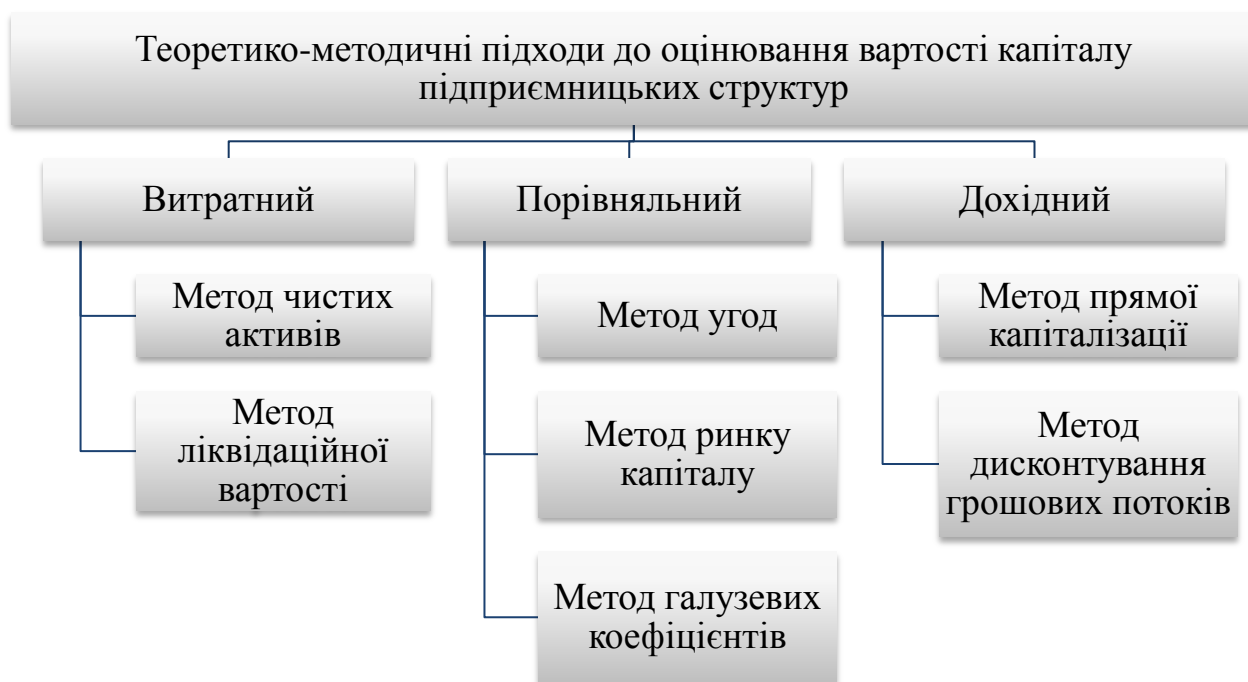 Теоретико-методичні підходи до оцінювання вартості капіталу
підприємницьких структур
Витратний
Метод чистих
активів
Метод
ліквідаційної
вартості
Порівняльний
Метод угод
Метод ринку
капіталу
Метод галузевих
коефіцієнтів
Дохідний
Метод прямої
капіталізації
Метод
дисконтування
грошових потоків